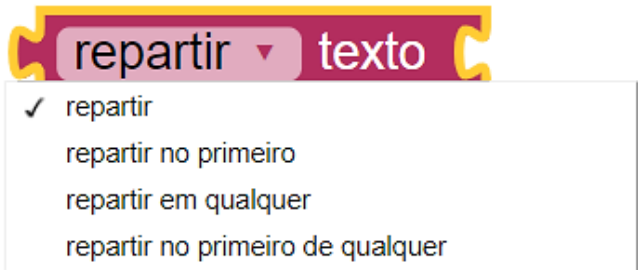 repartir texto
repartir
repartir no primeiro
repartir em qualquer
repartir no primeiro de qualquer